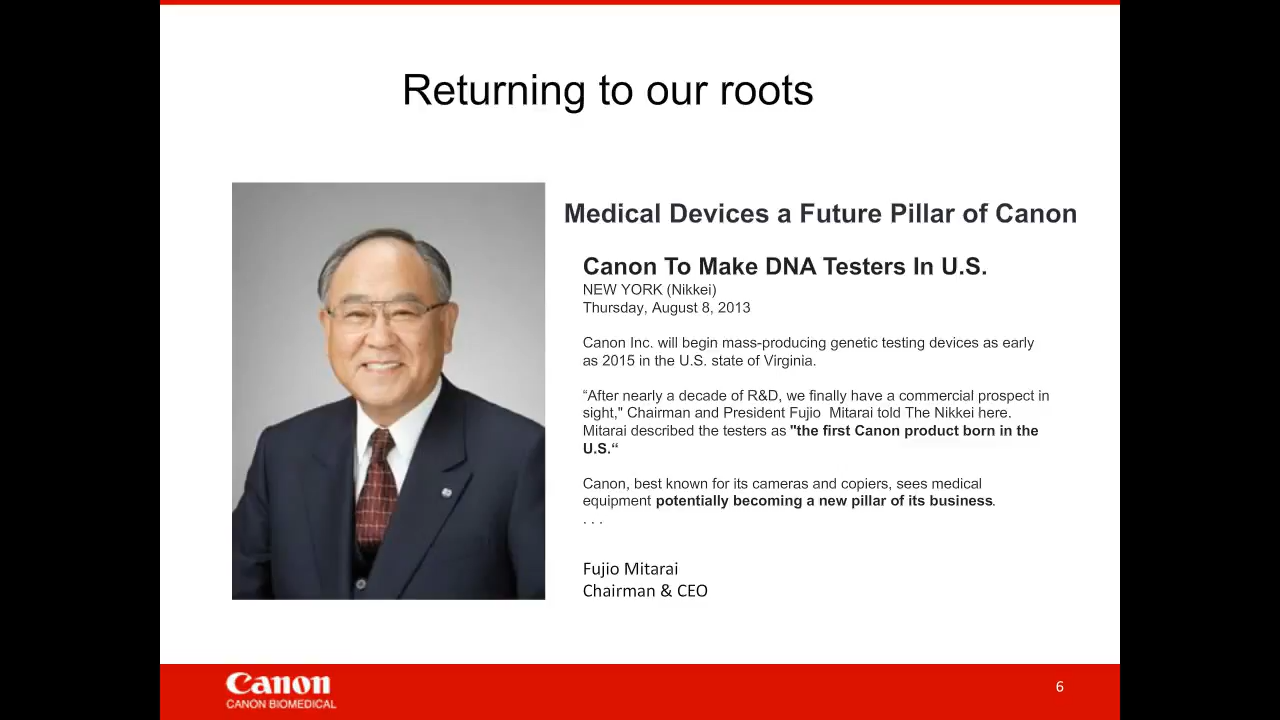 Returning to our roots
Medical Devices a Future Pillar of Canon
Canon To Make DNA Testers In U.S.
NEW YORK (Nikkei)
Thursday, August 8, 2013
Canon Inc. will begin mass-producing genetic testing devices as early
as 2015 in the U.S. state of Virginia.
“After nearly a decade of R&D, we finally have a commercial prospect in
sight," Chairman and President Fujio  Mitarai told The Nikkei here.
Mitarai described the testers as "the first Canon product born in the
U.S.“
Canon, best known for its cameras and copiers, sees medical
equipment potentially becoming a new pillar of its business.
. . .
Fujio Mitarai
Chairman & CEO
Canon
CANON BIOMEDICAL
6